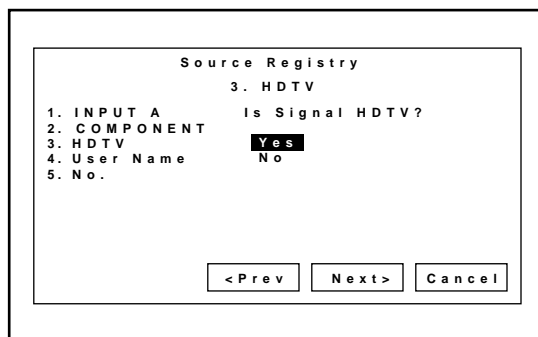 Source Registry
3. HDTV
1. INPUT A
2. COMPONENT
3. HDTV
4. User Name
5. No.
Is Signal HDTV?
Yes
No
<Prev
Next>
Cancel